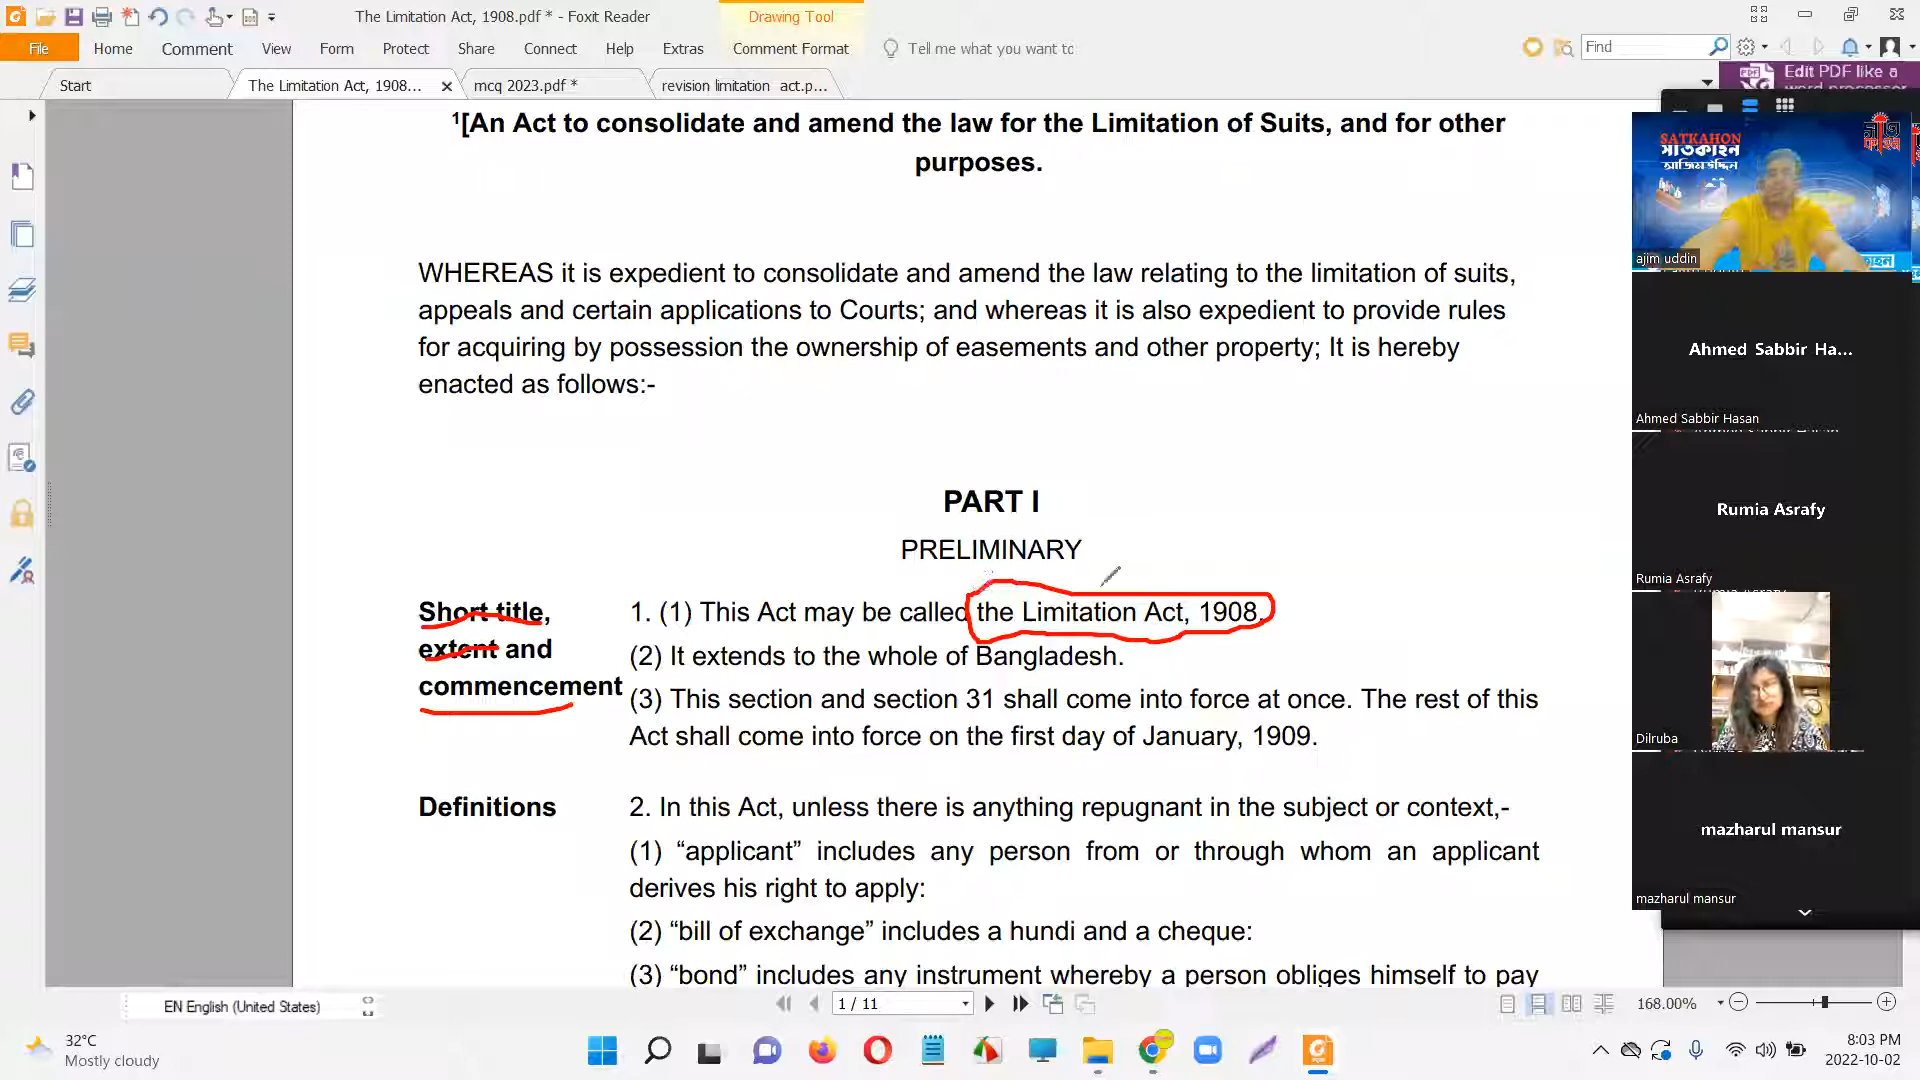 The Limitation Act, 1908.pdf * - Foxit Reader
Drawing Tool
File
Home
Comment
View
Form
Protect
Share
Connect
Help
Extras
Comment Format
Tell me what you want to
Find
Start
The Limitation Act, 1908...
mcq 2023.pdf *
revision limitation act.p...
Edit PDF like a
word processor
¹[An Act to consolidate and amend the law for the Limitation of Suits, and for other
purposes.
WHEREAS it is expedient to consolidate and amend the law relating to the limitation of suits,
appeals and certain applications to Courts; and whereas it is also expedient to provide rules
for acquiring by possession the ownership of easements and other property; It is hereby
enacted as follows:-
PART I
PRELIMINARY
Short title,
extent and
commencement
1. (1) This Act may be called the Limitation Act, 1908.
(2) It extends to the whole of Bangladesh.
(3) This section and section 31 shall come into force at once. The rest of this
Act shall come into force on the first day of January, 1909.
Definitions
2. In this Act, unless there is anything repugnant in the subject or context,-
(1) “applicant” includes any person from or through whom an applicant
derives his right to apply:
(2) “bill of exchange” includes a hundi and a cheque:
(3) “bond” includes any instrument whereby a person obliges himself to pay
SATKAHON
সাতকাহন
আজিমউদ্দিন
ajim uddin
Ahmed Sabbir Ha...
Ahmed Sabbir Hasan
Rumia Asrafy
Rumia Asrafy
Dilruba
mazharul mansur
mazharul mansur
EN English (United States)
1 / 11
168.00%
32°C
Mostly cloudy
8:03 PM
2022-10-02